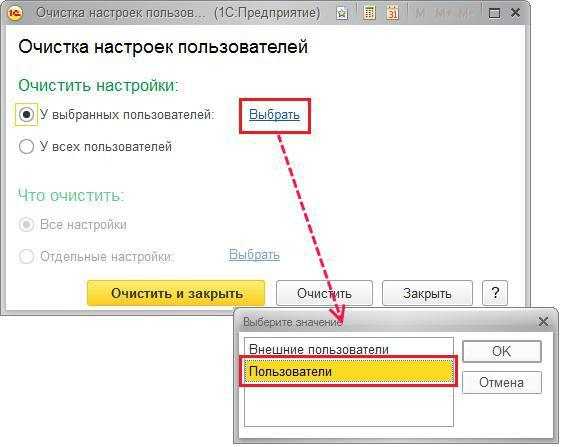 Очистка настроек пользов... (1С:Предприятие)
M M+ M-
Очистка настроек пользователей
Очистить настройки:
У выбранных пользователей: Выбрать
У всех пользователей
Что очистить:
Все настройки
Отдельные настройки: Выбрать
Очистить и закрыть Очистить Закрыть ?
Выберите значение
Внешние пользователи
Пользователи
OK
Отмена